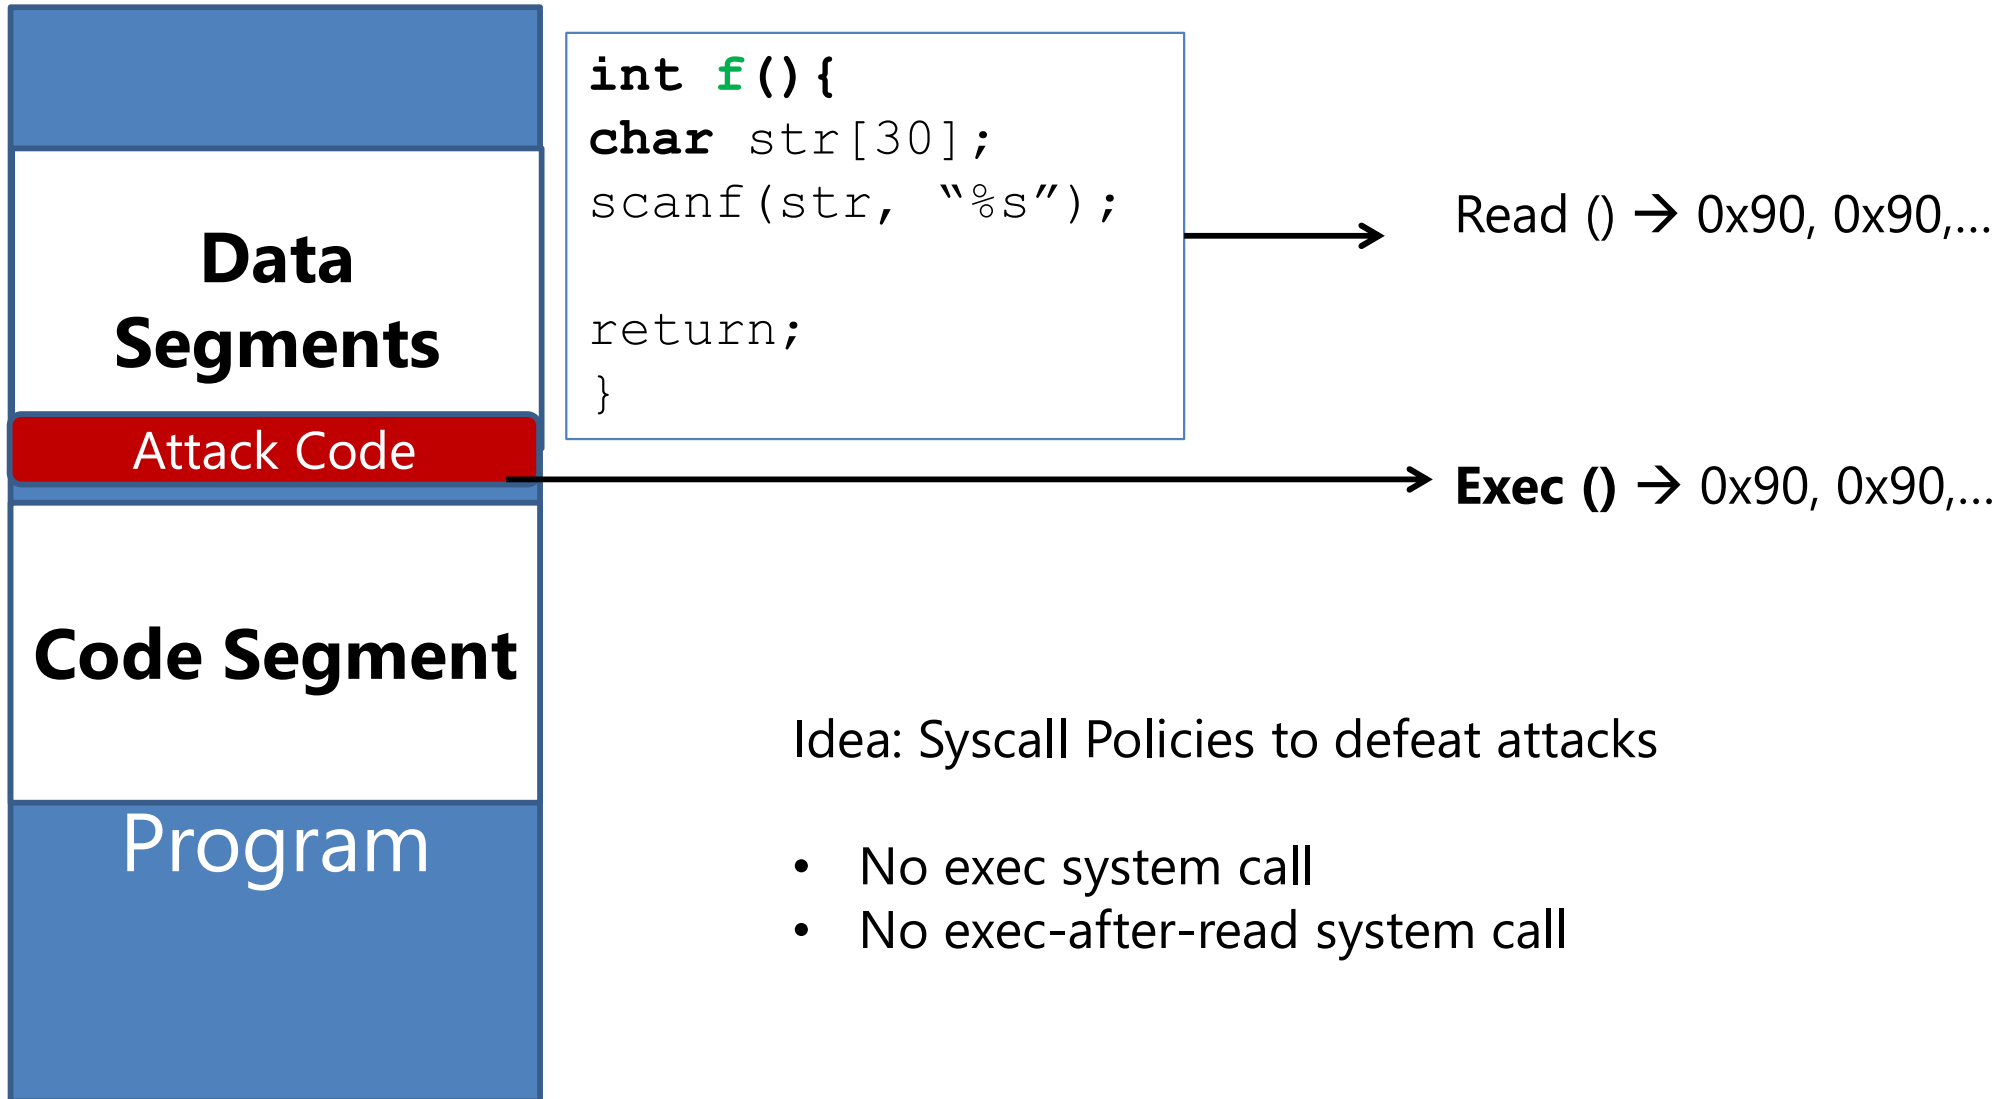 Data
Segments
Attack Code
Code Segment
Program
int f(){
char str[30];
scanf(str, “%s”);
return;
}
Read () → 0x90, 0x90,...
Exec () → 0x90, 0x90,...
Idea: Syscall Policies to defeat attacks
• No exec system call
• No exec-after-read system call